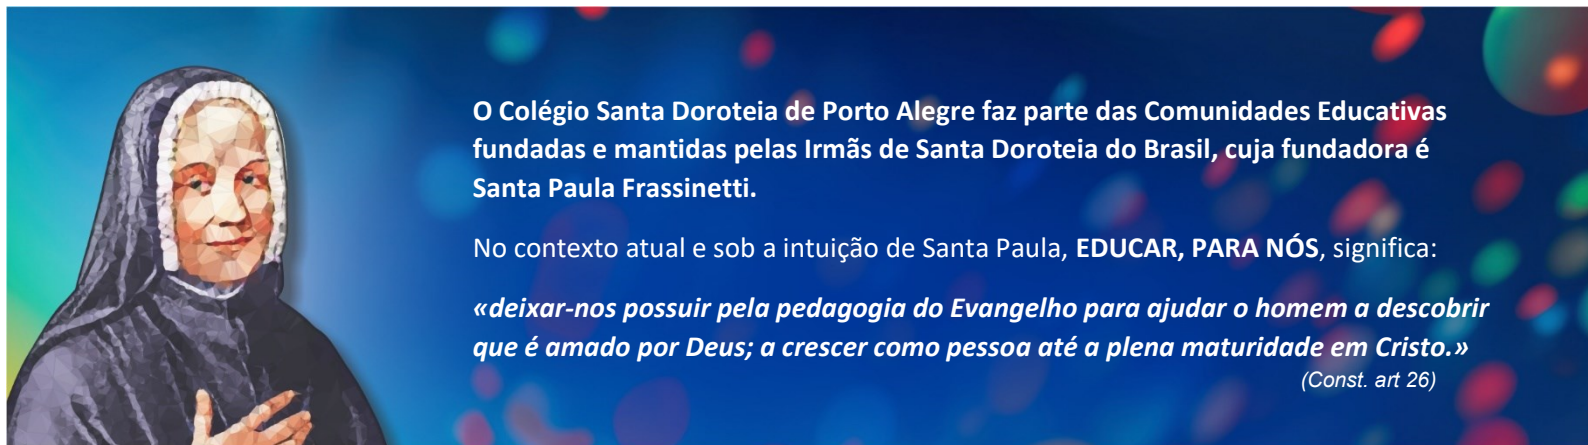 O Colégio Santa Doroteia de Porto Alegre faz parte das Comunidades Educativas
fundadas e mantidas pelas Irmãs de Santa Doroteia do Brasil, cuja fundadora é
Santa Paula Frassinetti.
No contexto atual e sob a intuição de Santa Paula, EDUCAR, PARA NÓS, significa:
«deixar-nos possuir pela pedagogia do Evangelho para ajudar o homem a descobrir
que é amado por Deus; a crescer como pessoa até a plena maturidade em Cristo.»
(Const. art 26)